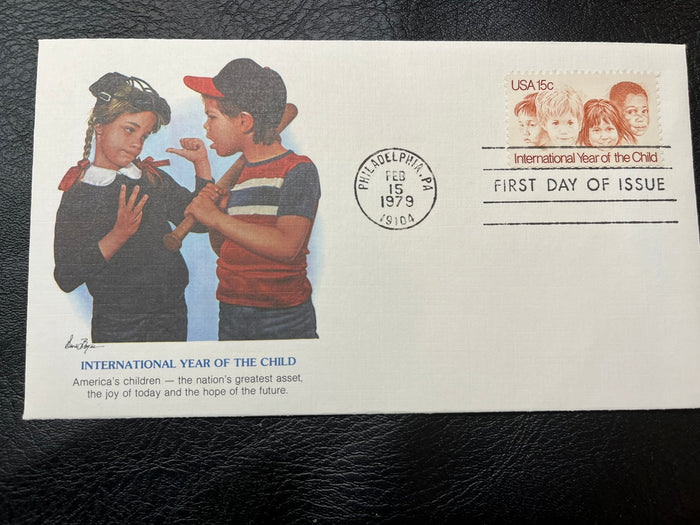 USA 15c
International Year of the Child
PHILADELPHIA, PA
FEB
15
1979
19104
FIRST DAY OF ISSUE
INTERNATIONAL YEAR OF THE CHILD
America's children — the nation's greatest asset,
the joy of today and the hope of the future.